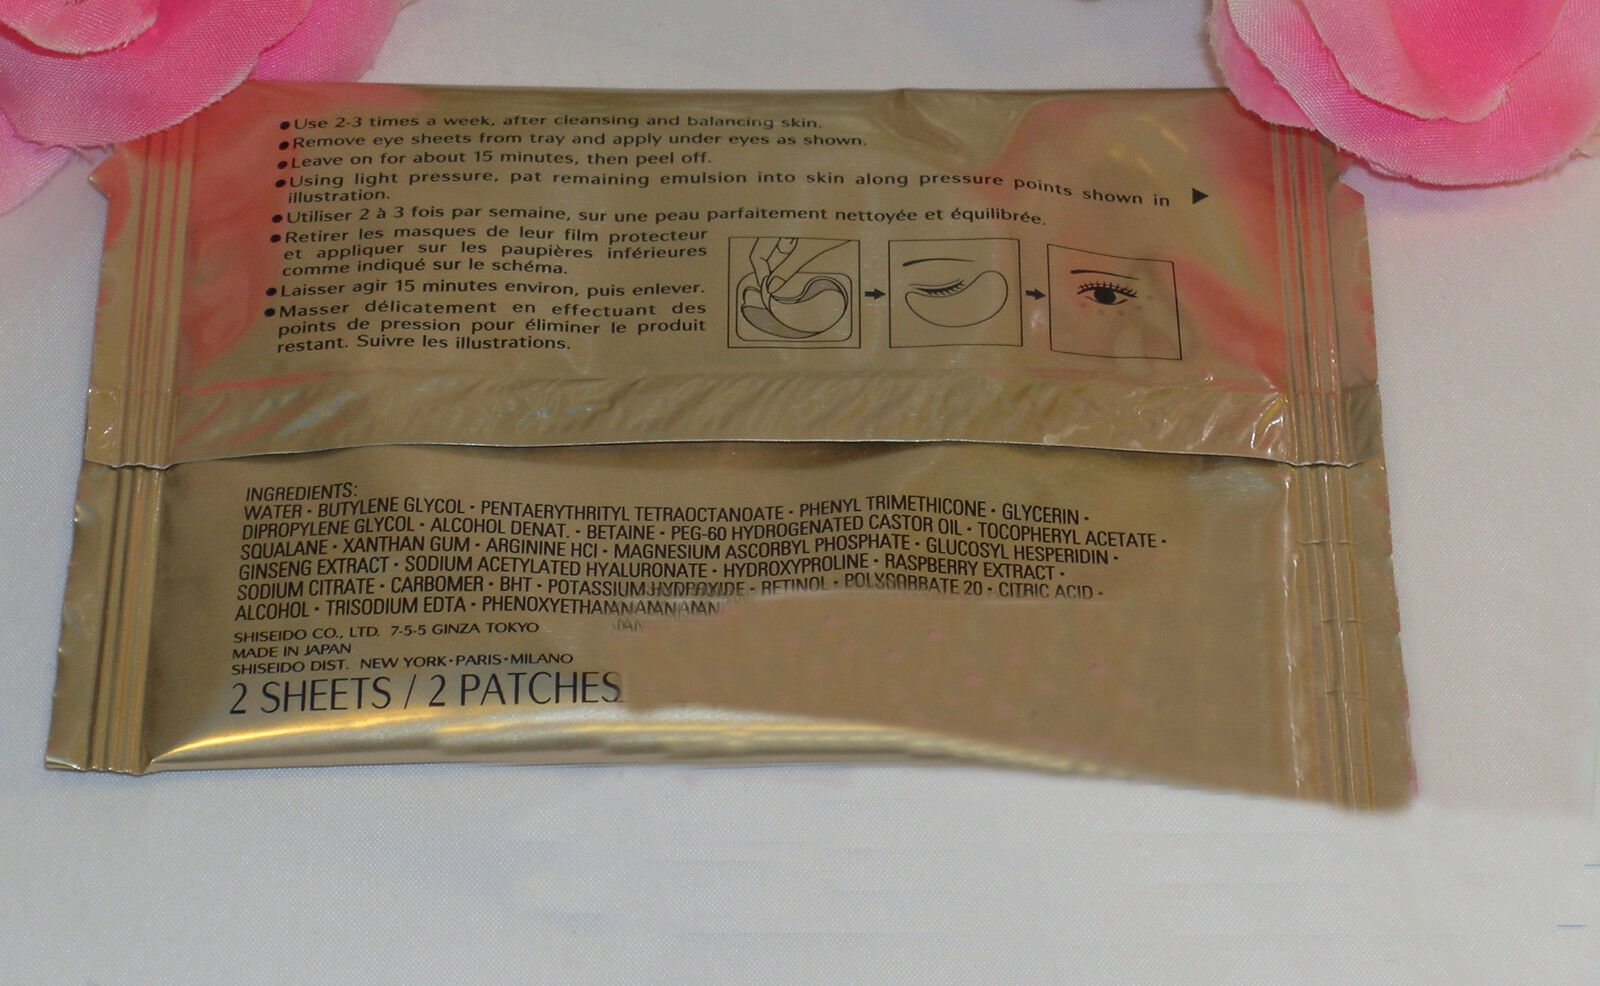 ●Use 2-3 times a week, after cleansing and balancing skin.
●Remove eye sheets from tray and apply under eyes as shown.
●Leave on for about 15 minutes, then peel off.
●Using light pressure, pat remaining emulsion into skin along pressure points shown in ▶
illustration.
●Utiliser 2 à 3 fois par semaine, sur une peau parfaitement nettoyée et équilibrée.
●Retirer les masques de leur film protecteur
et appliquer sur les paupières inférieures
comme indiqué sur le schéma.
●Laisser agir 15 minutes environ, puis enlever.
●Masser délicatement en effectuant des
points de pression pour éliminer le produit
restant. Suivre les illustrations.
INGREDIENTS:
WATER · BUTYLENE GLYCOL · PENTAERYTHRITYL TETRAOCTANOATE · PHENYL TRIMETHICONE · GLYCERIN ·
DIPROPYLENE GLYCOL · ALCOHOL DENAT. · BETAINE · PEG-60 HYDROGENATED CASTOR OIL · TOCOPHERYL ACETATE ·
SQUALANE · XANTHAN GUM · ARGININE HCl · MAGNESIUM ASCORBYL PHOSPHATE · GLUCOSYL HESPERIDIN ·
GINSENG EXTRACT · SODIUM ACETYLATED HYALURONATE · HYDROXYPROLINE · RASPBERRY EXTRACT ·
SODIUM CITRATE · CARBOMER · BHT · POTASSIUM HYDROXIDE · RETINOL · POLYSORBATE 20 · CITRIC ACID ·
ALCOHOL · TRISODIUM EDTA ·
SHISEIDO CO., LTD. 7-5-5 GINZA TOKYO
MADE IN JAPAN
SHISEIDO DIST. NEW YORK·PARIS·MILANO
2 SHEETS / 2 PATCHES